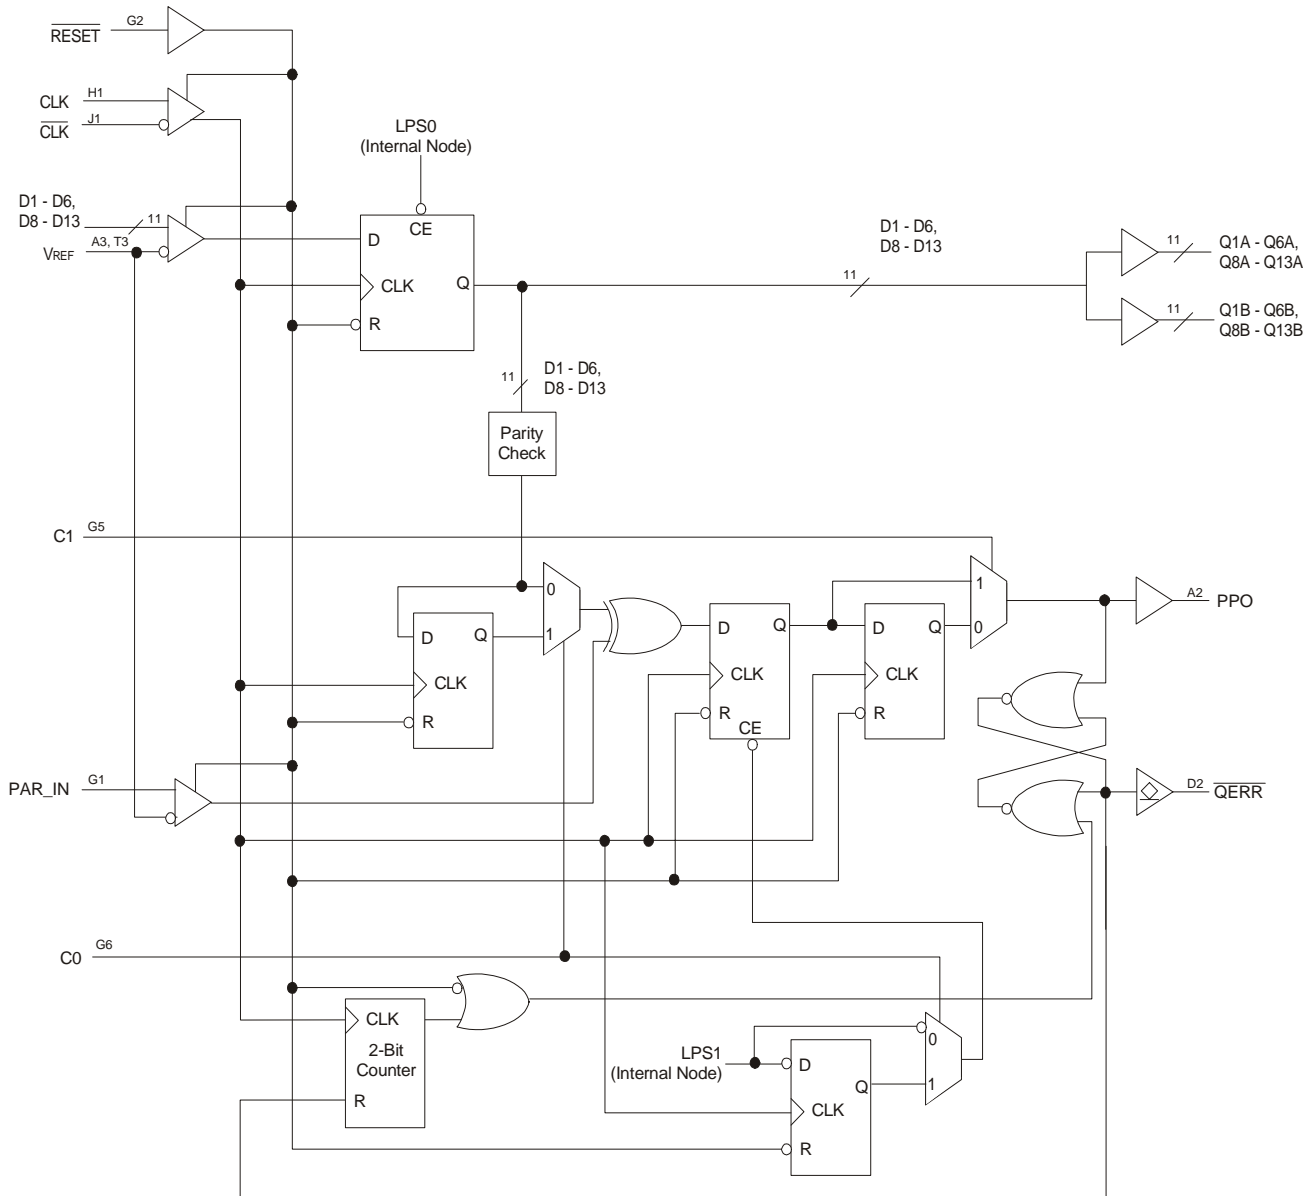 RESET
G2
CLK
H1
CLK
J1
LPS0
(Internal Node)
D1 - D6,
D8 - D13
11
VREF
A3, T3
D
CE
CLK
Q
R
D1 - D6,
D8 - D13
11
11
Q1A - Q6A,
Q8A - Q13A
11
Q1B - Q6B,
Q8B - Q13B
11
D1 - D6,
D8 - D13
Parity
Check
C1
G5
0
1
D
Q
CLK
R
D
Q
CLK
R
CE
D
Q
CLK
R
1
0
A2
PPO
PAR_IN
G1
D2
QERR
C0
G6
CLK
2-Bit
Counter
R
LPS1
(Internal Node)
D
Q
CLK
R
0
1